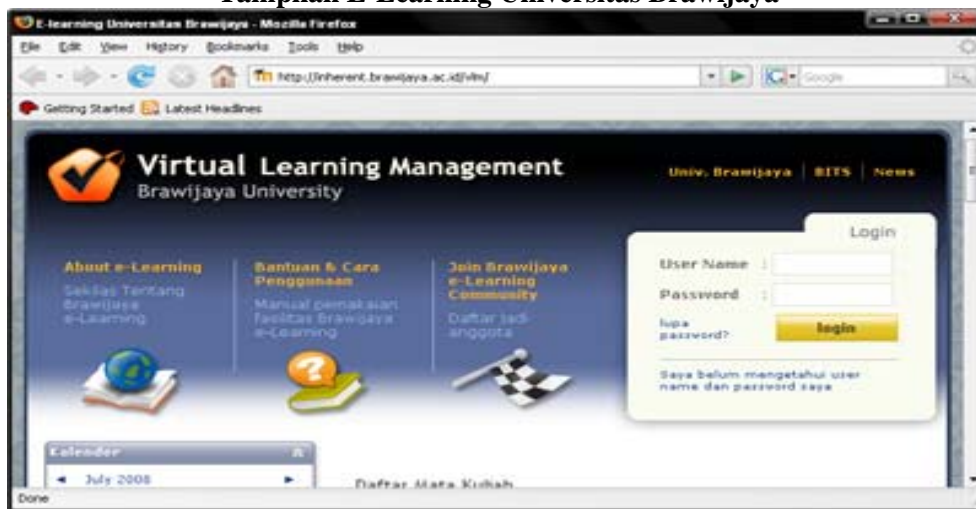 Tampilan E-Learning Universitas Brawijaya
E-learning Universitas Brawijaya - Mozilla Firefox
File Edit View History Bookmarks Tools Help
http://inherent.brawijaya.ac.id/vlm/
Google
Getting Started Latest Headlines
Virtual Learning Management
Brawijaya University
Univ. Brawijaya | BITS | News
Login
About e-Learning
Sekilas Tentang
Brawijaya
e-Learning
Bantuan & Cara
Penggunaan
Manual pemakaian
fasilitas Brawijaya
e-Learning
Join Brawijaya
e-Learning
Community
Daftar jadi
anggota
User Name :
Password :
lupa
password?
login
Saya belum mengetahui user
name dan password saya
Kalender
July 2008
Daftar Mata Kuliah
Done